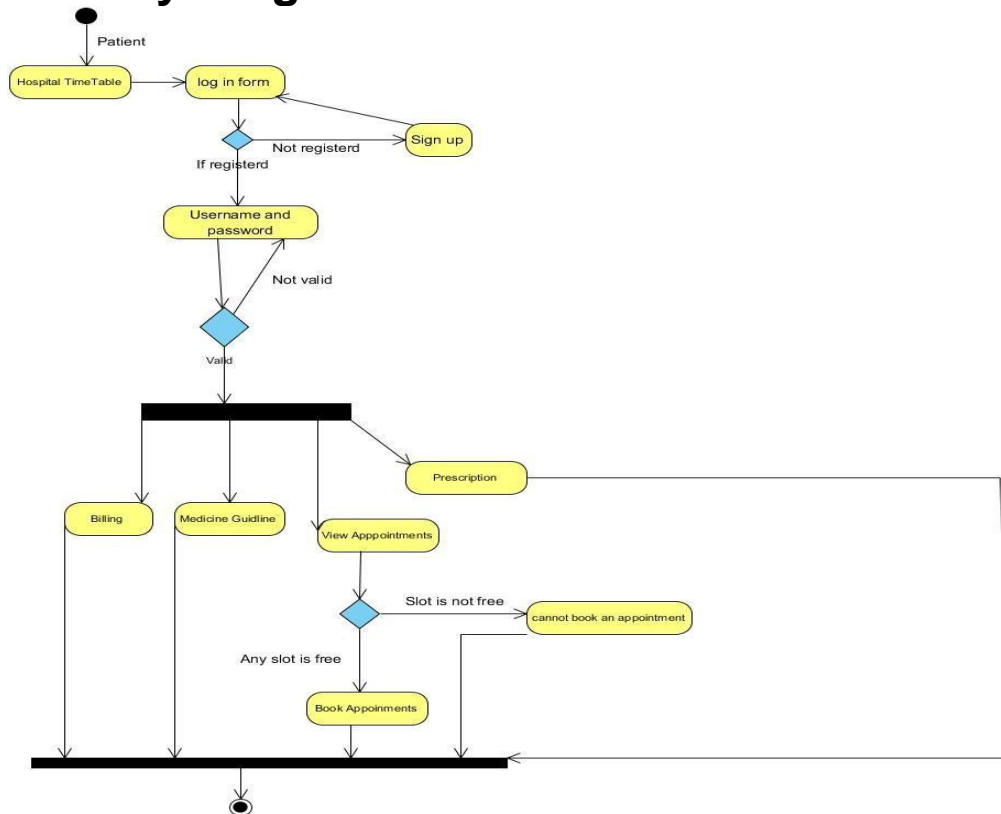 Patient
Hospital TimeTable
log in form
Not registerd
Sign up
If registerd
Username and
password
Not valid
Valid
Prescription
Billing
Medicine Guidline
View Apppointments
Slot is not free
cannot book an appointment
Any slot is free
Book Appoinments